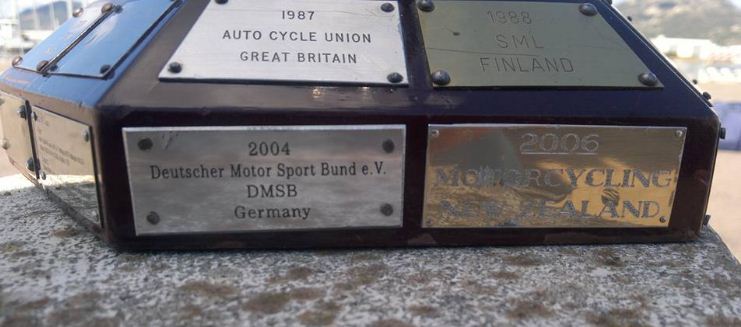 1987
AUTO CYCLE UNION
GREAT BRITAIN
1988
SML
FINLAND
2004
Deutscher Motor Sport Bund e.V.
DMSB
Germany
2006
MOTORCYCLING
NEW ZEALAND